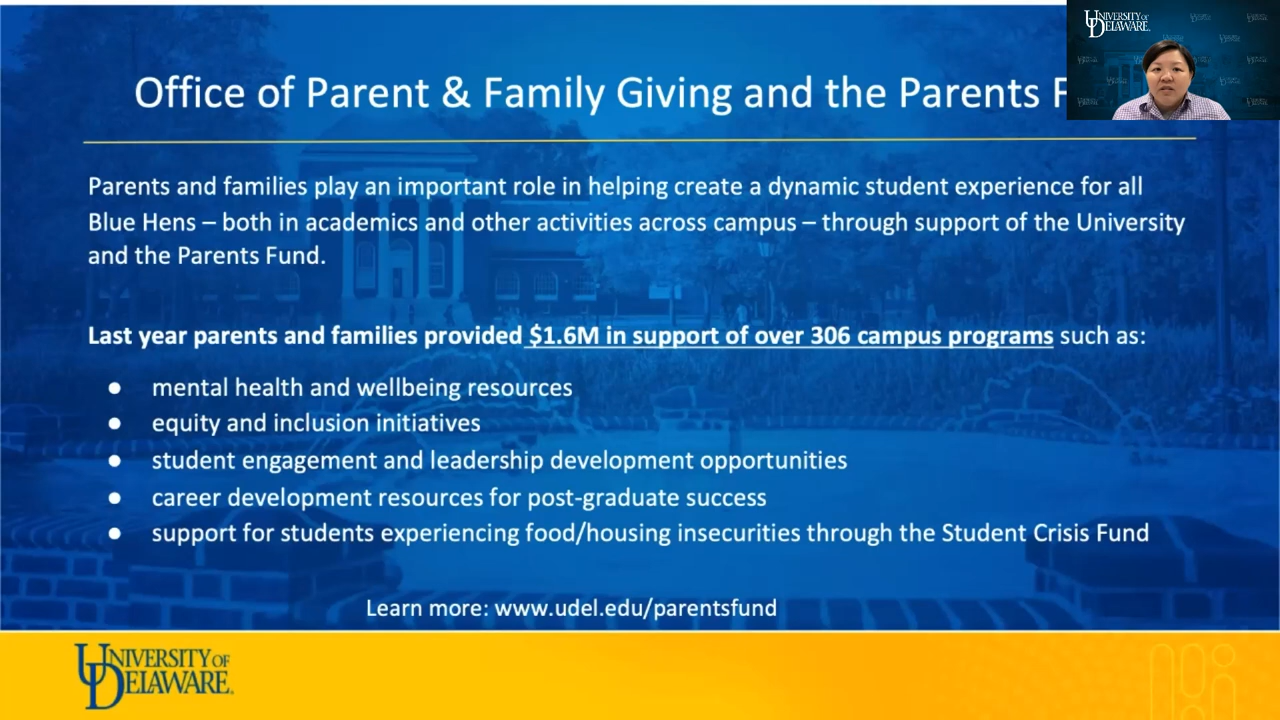 Office of Parent & Family Giving and the Parents F
UNIVERSITY OF
DELAWARE.
Parents and families play an important role in helping create a dynamic student experience for all
Blue Hens – both in academics and other activities across campus – through support of the University
and the Parents Fund.
Last year parents and families provided $1.6M in support of over 306 campus programs such as:
● mental health and wellbeing resources
● equity and inclusion initiatives
● student engagement and leadership development opportunities
● career development resources for post-graduate success
● support for students experiencing food/housing insecurities through the Student Crisis Fund
Learn more: www.udel.edu/parentsfund
UNIVERSITY OF
DELAWARE.